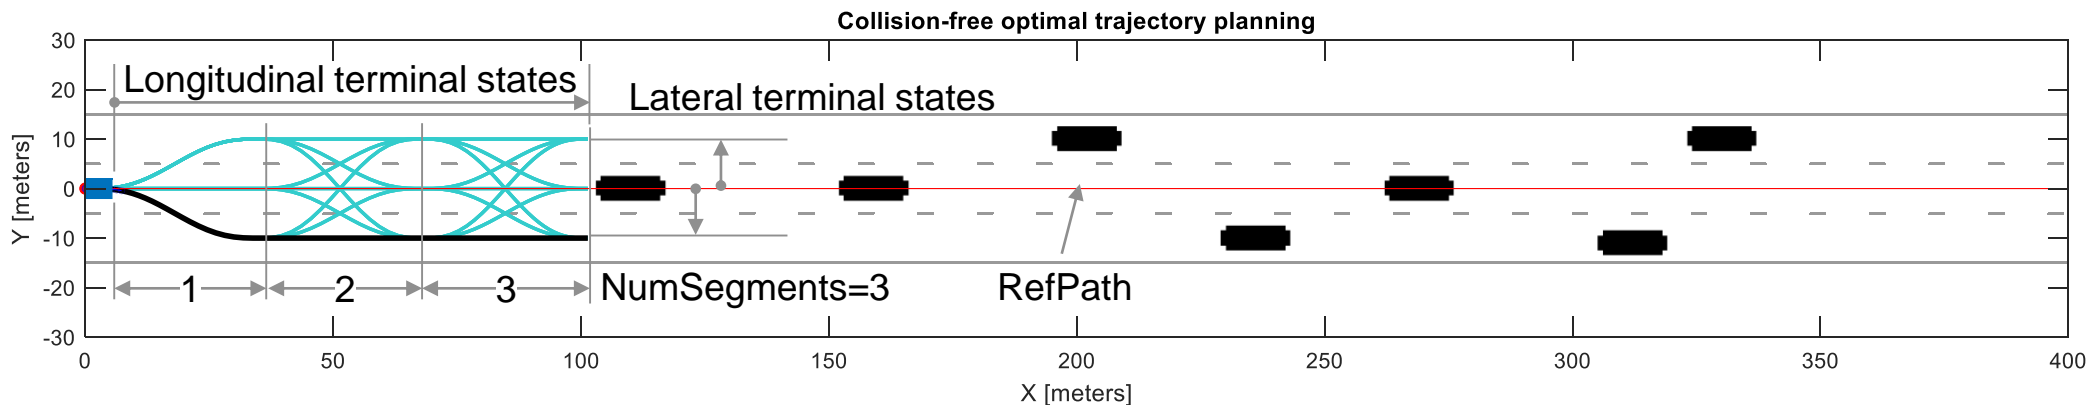 Collision-free optimal trajectory planning
30
20
10
0
-10
-20
-30
Y [meters]
Longitudinal terminal states
Lateral terminal states
1
2
3
NumSegments=3
RefPath
0
50
100
150
200
250
300
350
400
X [meters]